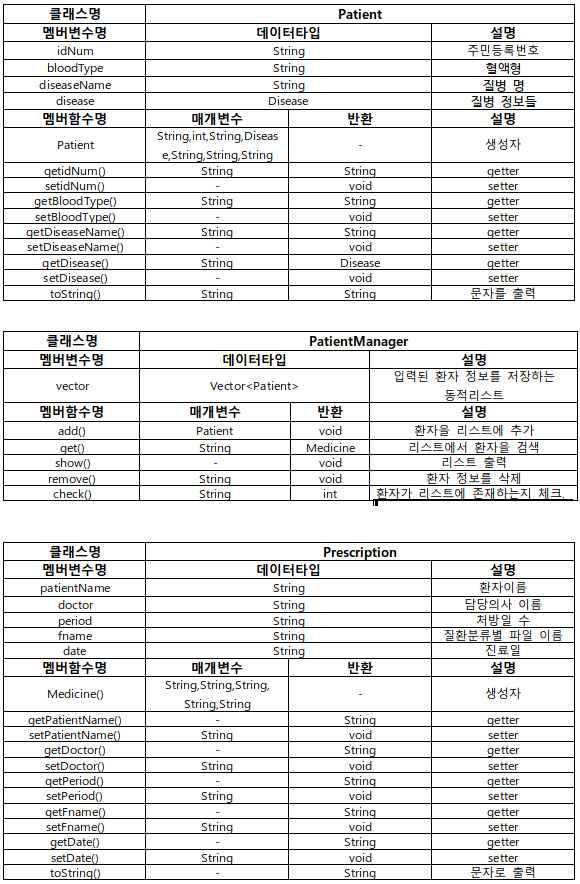 클래스명 Patient
멤버변수명 데이터타입 설명
idNum String 주민등록번호
bloodType String 혈액형
diseaseName String 질병 명
disease Disease 질병 정보들
멤버함수명 매개변수 반환 설명
Patient String,int,String,Diseas e,String,String,String - 생성자
getidNum() String String getter
setidNum() - void setter
getBloodType() String String getter
setBloodType() - void setter
getDiseaseName() String String getter
setDiseaseName() - void setter
getDisease() String Disease getter
setDisease() - void setter
toString() String String 문자를 출력
클래스명 PatientManager
멤버변수명 데이터타입 설명
vector Vector<Patient> 입력된 환자 정보를 저장하는
동적리스트
멤버함수명 매개변수 반환 설명
add() Patient void 환자을 리스트에 추가
get() String Medicine 리스트에서 환자을 검색
show() - void 리스트 출력
remove() String void 환자 정보를 삭제
check() String int 환자가 리스트에 존재하는지 체크.
클래스명 Prescription
멤버변수명 데이터타입 설명
patientName String 환자이름
doctor String 담당의사 이름
period String 처방일 수
fname String 질환분류별 파일 이름
date String 진료일
멤버함수명 매개변수 반환 설명
Medicine() String,String,String, String,String - 생성자
getPatientName() - String getter
setPatientName() String void setter
getDoctor() - String getter
setDoctor() String void setter
getPeriod() - String getter
setPeriod() String void setter
getFname() - String getter
setFname() String void setter
getDate() - String getter
setDate() String void setter
toString() - String 문자로 출력